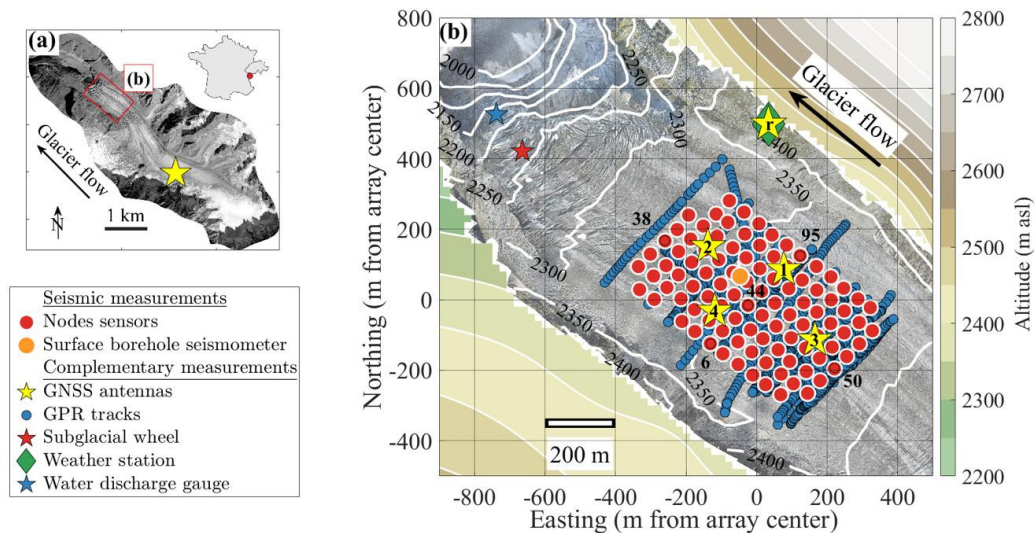 (a)
(b)
Glacier flow
N
1 km
Seismic measurements
Nodes sensors
Surface borehole seismometer
Complementary measurements
GNSS antennas
GPR tracks
Subglacial wheel
Weather station
Water discharge gauge
(b)
800
600
400
200
0
-200
-400
Northing (m from array center)
-800
-600
-400
-200
0
200
400
Easting (m from array center)
2000
2150
2200
2250
2250
2300
2300
2350
2400
2350
2400
2350
2400
Glacier flow
r
38
95
2
1
44
4
3
6
50
200 m
2800
2700
2600
2500
2400
2300
2200
Altitude (m asl)